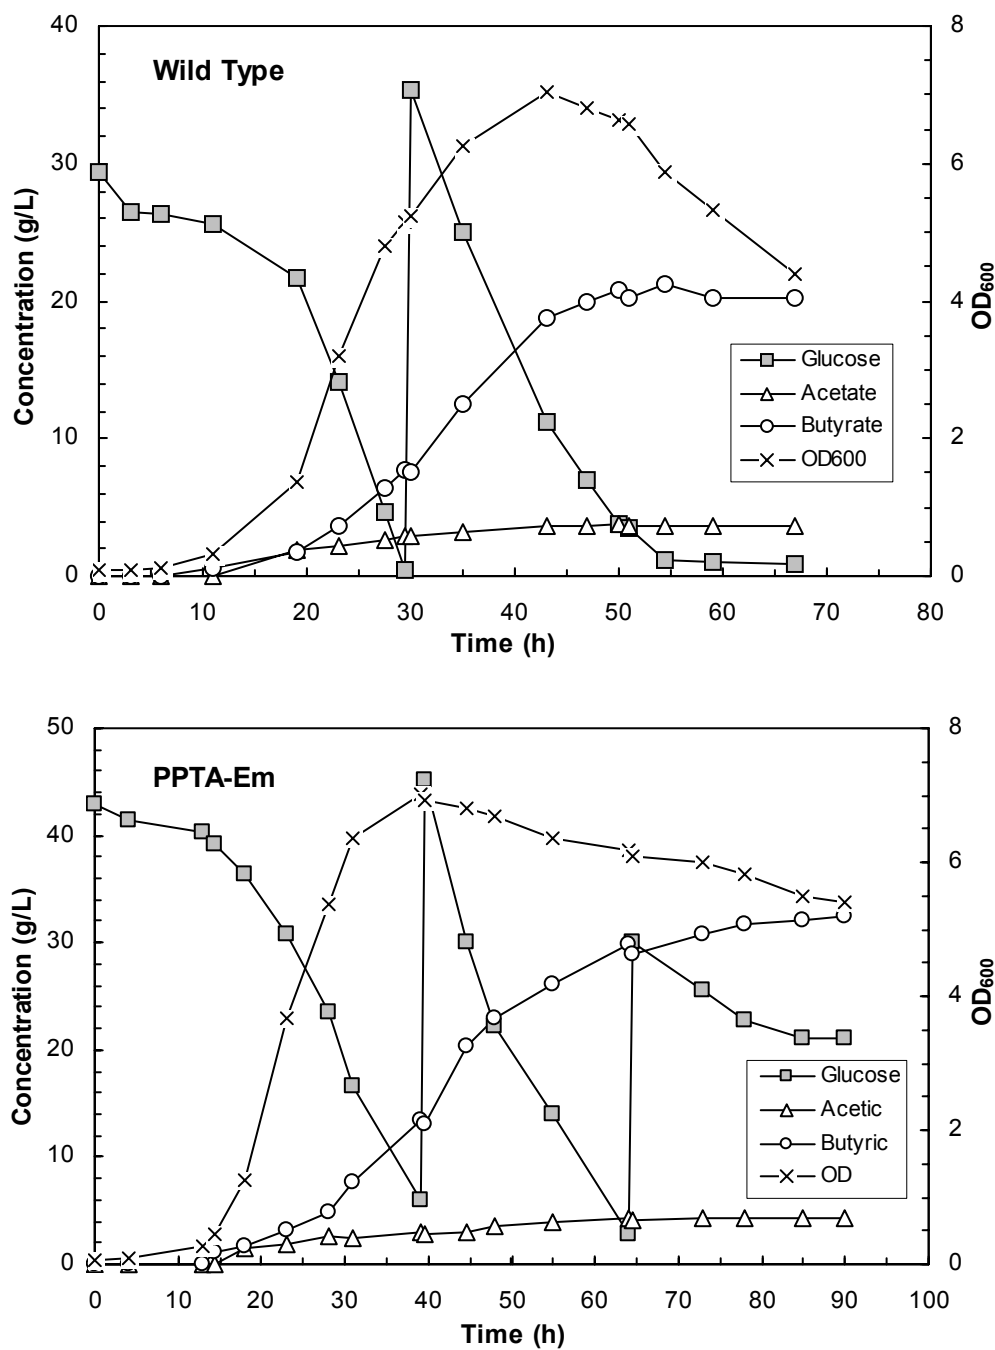 40
30
20
10
0
Concentration (g/L)
Wild Type
8
6
4
2
0
OD600
Glucose
Acetate
Butyrate
OD600
0 10 20 30 40 50 60 70 80
Time (h)
50
40
30
20
10
0
Concentration (g/L)
PPTA-Em
8
6
4
2
0
OD600
Glucose
Acetic
Butyric
OD
0 10 20 30 40 50 60 70 80 90 100
Time (h)